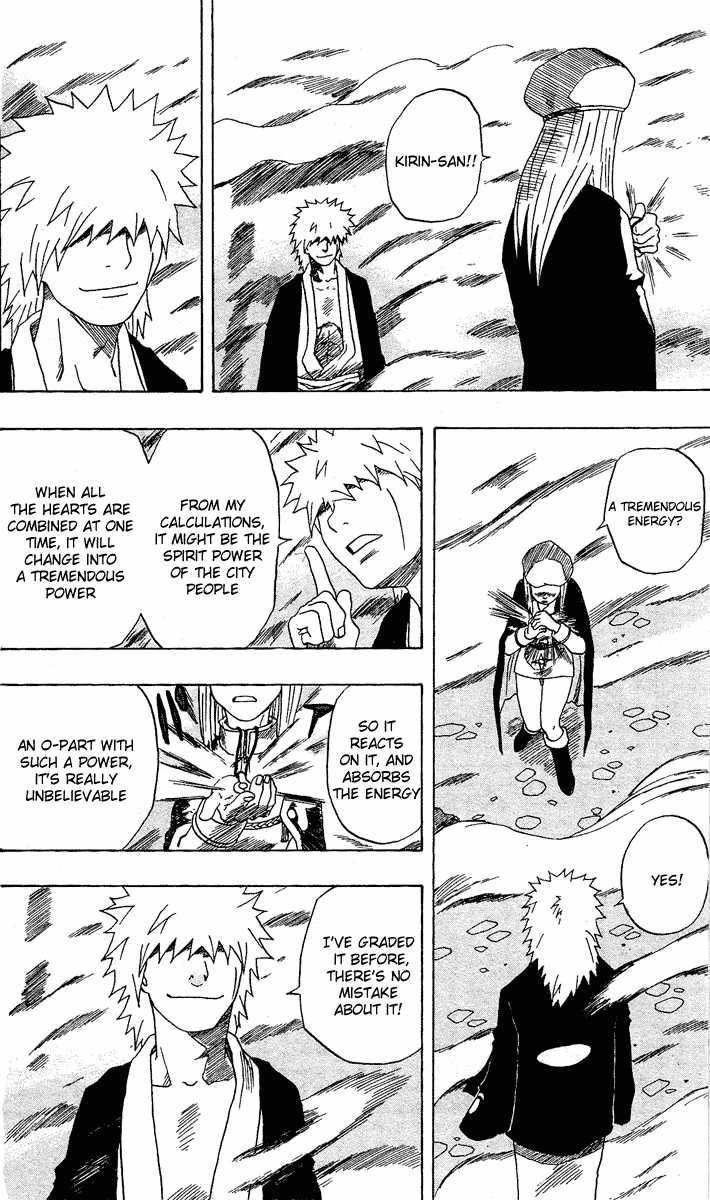 KIRIN-SAN!!
A TREMENDOUS
ENERGY?
FROM MY
CALCULATIONS,
IT MIGHT BE THE
SPIRIT POWER
OF THE CITY
PEOPLE
WHEN ALL
THE HEARTS ARE
COMBINED AT ONE
TIME, IT WILL
CHANGE INTO
A TREMENDOUS
POWER
SO IT
REACTS
ON IT, AND
ABSORBS
THE ENERGY
AN O-PART WITH
SUCH A POWER,
IT'S REALLY
UNBELIEVABLE
YES!
I'VE GRADED
IT BEFORE,
THERE'S NO
MISTAKE
ABOUT IT!